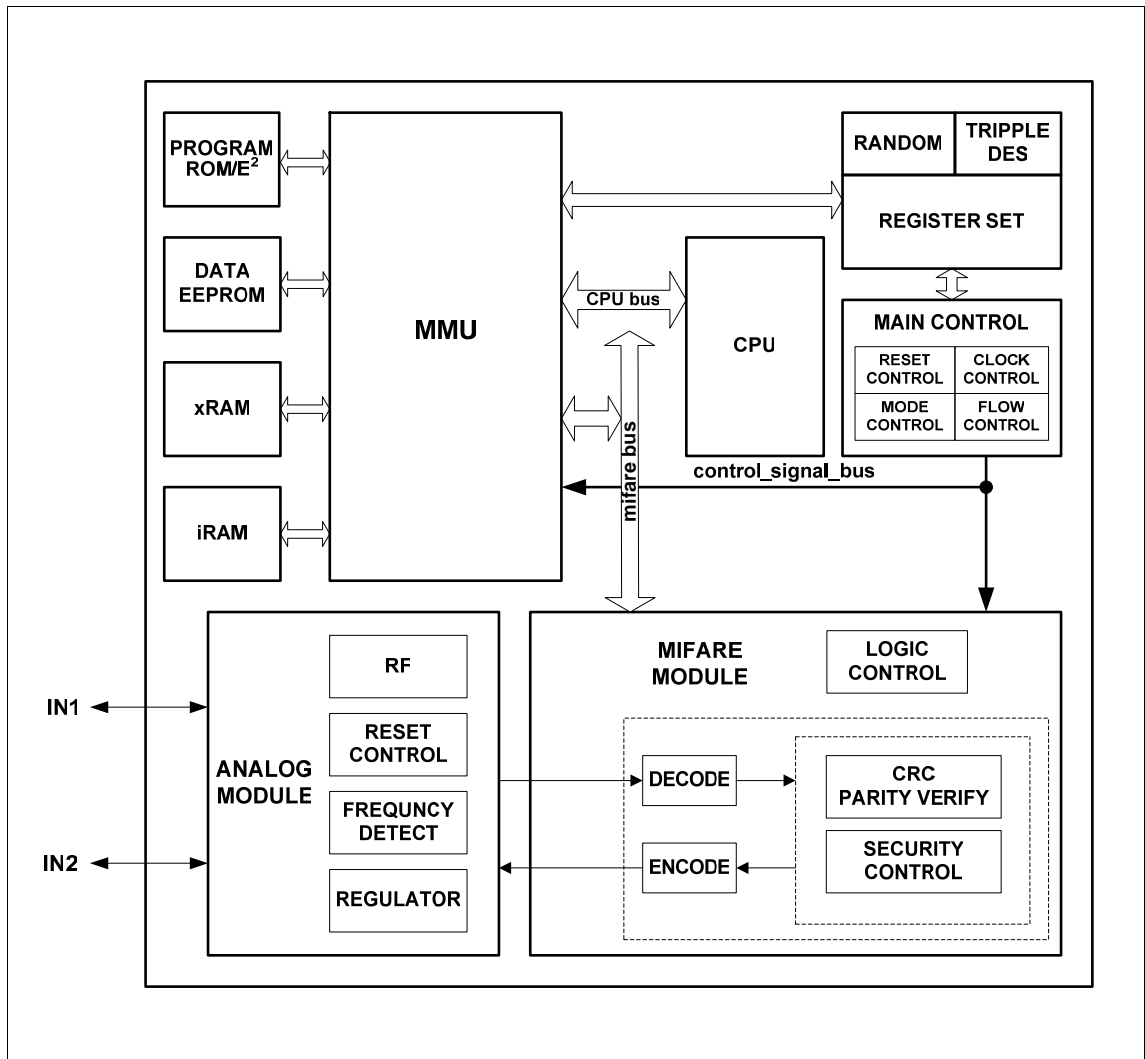 PROGRAM
ROM/E²
RANDOM
TRIPPLE
DES
REGISTER SET
DATA
EEPROM
MMU
CPU bus
CPU
MAIN CONTROL
RESET
CONTROL
CLOCK
CONTROL
MODE
CONTROL
FLOW
CONTROL
xRAM
mifare bus
control_signal_bus
iRAM
RF
MIFARE
MODULE
LOGIC
CONTROL
IN1
RESET
CONTROL
ANALOG
MODULE
DECODE
CRC
PARITY VERIFY
FREQUNCY
DETECT
IN2
ENCODE
SECURITY
CONTROL
REGULATOR